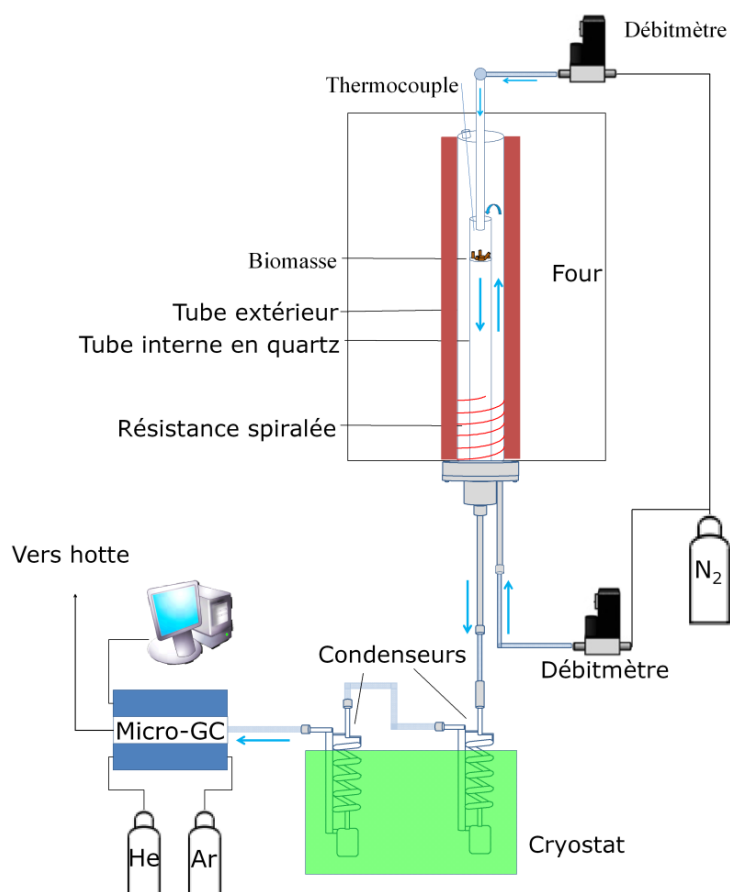 Débitmètre
Thermocouple
Biomasse
Four
Tube extérieur
Tube interne en quartz
Résistance spiralée
Vers hotte
N₂
Condenseurs
Débitmètre
Micro-GC
He
Ar
Cryostat